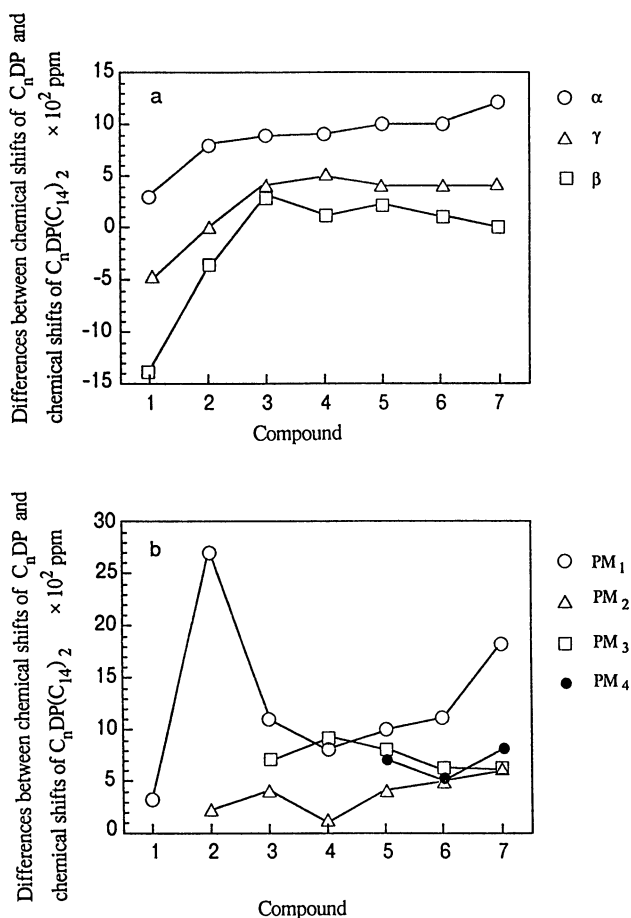 Differences between chemical shifts of CnDP and
chemical shifts of CnDP(C14)2 × 10² ppm
a
15
10
5
0
-5
-10
-15
1 2 3 4 5 6 7
Compound
α
γ
β
Differences between chemical shifts of CnDP and
chemical shifts of CnDP(C14)2 × 10² ppm
b
30
25
20
15
10
5
0
1 2 3 4 5 6 7
Compound
PM1
PM2
PM3
PM4